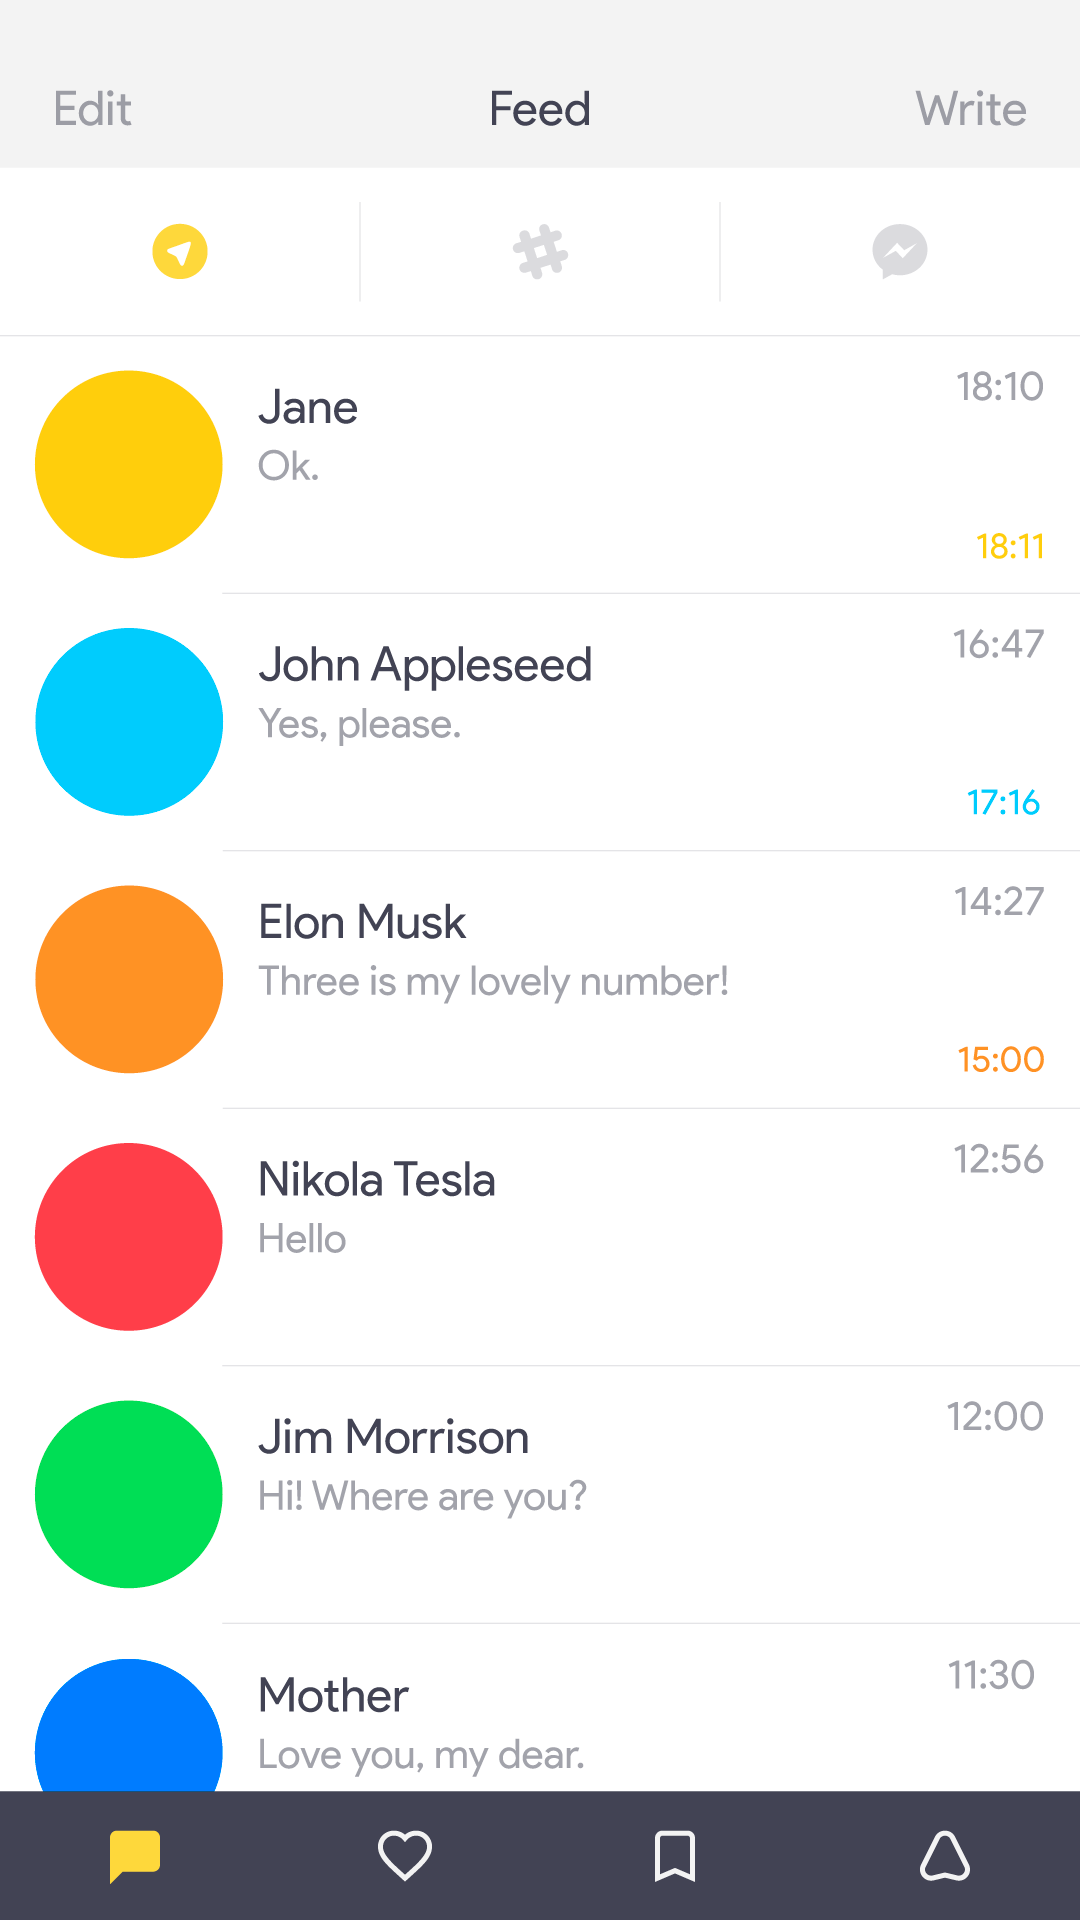 Edit Feed Write
Jane 18:10
Ok.
18:11
John Appleseed 16:47
Yes, please.
17:16
Elon Musk 14:27
Three is my lovely number!
15:00
Nikola Tesla 12:56
Hello
Jim Morrison 12:00
Hi! Where are you?
Mother 11:30
Love you, my dear.